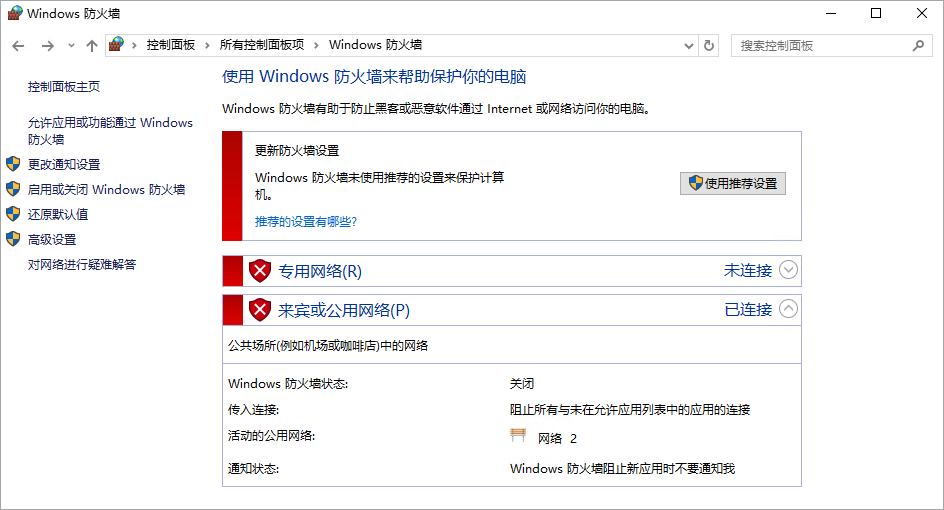 Windows 防火墙
控制面板 › 所有控制面板项 › Windows 防火墙
搜索控制面板
控制面板主页
允许应用或功能通过 Windows
防火墙
更改通知设置
启用或关闭 Windows 防火墙
还原默认值
高级设置
对网络进行疑难解答
使用 Windows 防火墙来帮助保护你的电脑
Windows 防火墙有助于防止黑客或恶意软件通过 Internet 或网络访问你的电脑。
更新防火墙设置
Windows 防火墙未使用推荐的设置来保护计算
机。
使用推荐设置
推荐的设置有哪些?
专用网络(R) 未连接
来宾或公用网络(P) 已连接
公共场所(例如机场或咖啡店)中的网络
Windows 防火墙状态: 关闭
传入连接: 阻止所有与未在允许应用列表中的应用的连接
活动的公用网络: 网络 2
通知状态: Windows 防火墙阻止新应用时不要通知我